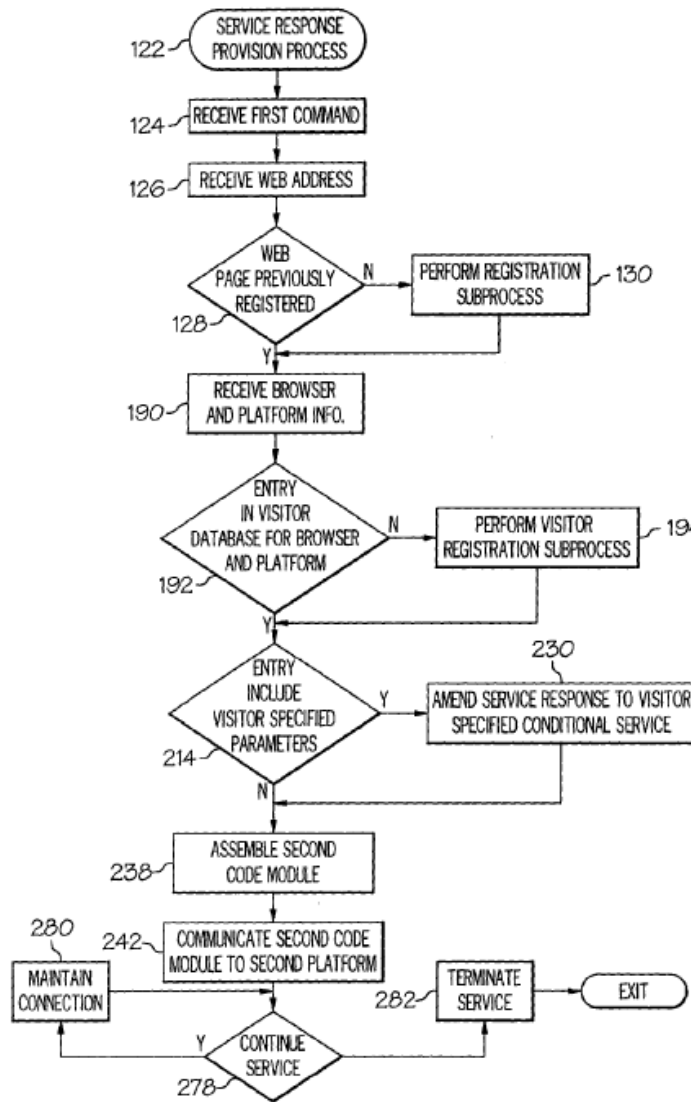 SERVICE RESPONSE
PROVISION PROCESS
122
124
RECEIVE FIRST COMMAND
126
RECEIVE WEB ADDRESS
WEB
PAGE PREVIOUSLY
REGISTERED
128
N
PERFORM REGISTRATION
SUBPROCESS
130
Y
190
RECEIVE BROWSER
AND PLATFORM INFO.
ENTRY
IN VISITOR
DATABASE FOR BROWSER
AND PLATFORM
192
N
PERFORM VISITOR
REGISTRATION SUBPROCESS
Y
ENTRY
INCLUDE
VISITOR SPECIFIED
PARAMETERS
214
Y
230
AMEND SERVICE RESPONSE TO VISITOR
SPECIFIED CONDITIONAL SERVICE
N
238
ASSEMBLE SECOND
CODE MODULE
242
COMMUNICATE SECOND CODE
MODULE TO SECOND PLATFORM
280
MAINTAIN
CONNECTION
Y
CONTINUE
SERVICE
278
282
TERMINATE
SERVICE
EXIT